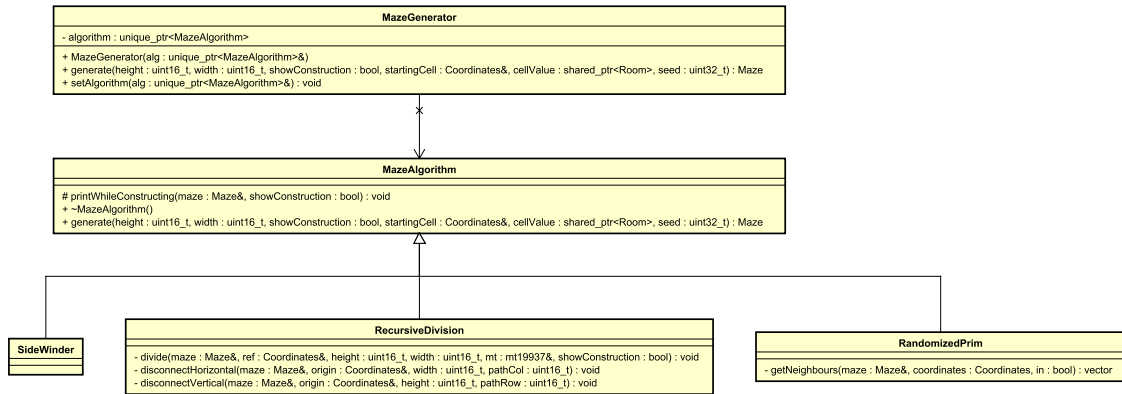 MazeGenerator
- algorithm : unique_ptr<MazeAlgorithm>
+ MazeGenerator(alg : unique_ptr<MazeAlgorithm>&)
+ generate(height : uint16_t, width : uint16_t, showConstruction : bool, startingCell : Coordinates&, cellValue : shared_ptr<Room>, seed : uint32_t) : Maze
+ setAlgorithm(alg : unique_ptr<MazeAlgorithm>&) : void
MazeAlgorithm
# printWhileConstructing(maze : Maze&, showConstruction : bool) : void
+ ~MazeAlgorithm()
+ generate(height : uint16_t, width : uint16_t, showConstruction : bool, startingCell : Coordinates&, cellValue : shared_ptr<Room>, seed : uint32_t) : Maze
SideWinder
RecursiveDivision
- divide(maze : Maze&, ref : Coordinates&, height : uint16_t, width : uint16_t, mt : mt19937&, showConstruction : bool) : void
- disconnectHorizontal(maze : Maze&, origin : Coordinates&, width : uint16_t, pathCol : uint16_t) : void
- disconnectVertical(maze : Maze&, origin : Coordinates&, height : uint16_t, pathRow : uint16_t) : void
RandomizedPrim
- getNeighbours(maze : Maze&, coordinates : Coordinates, in : bool) : vector